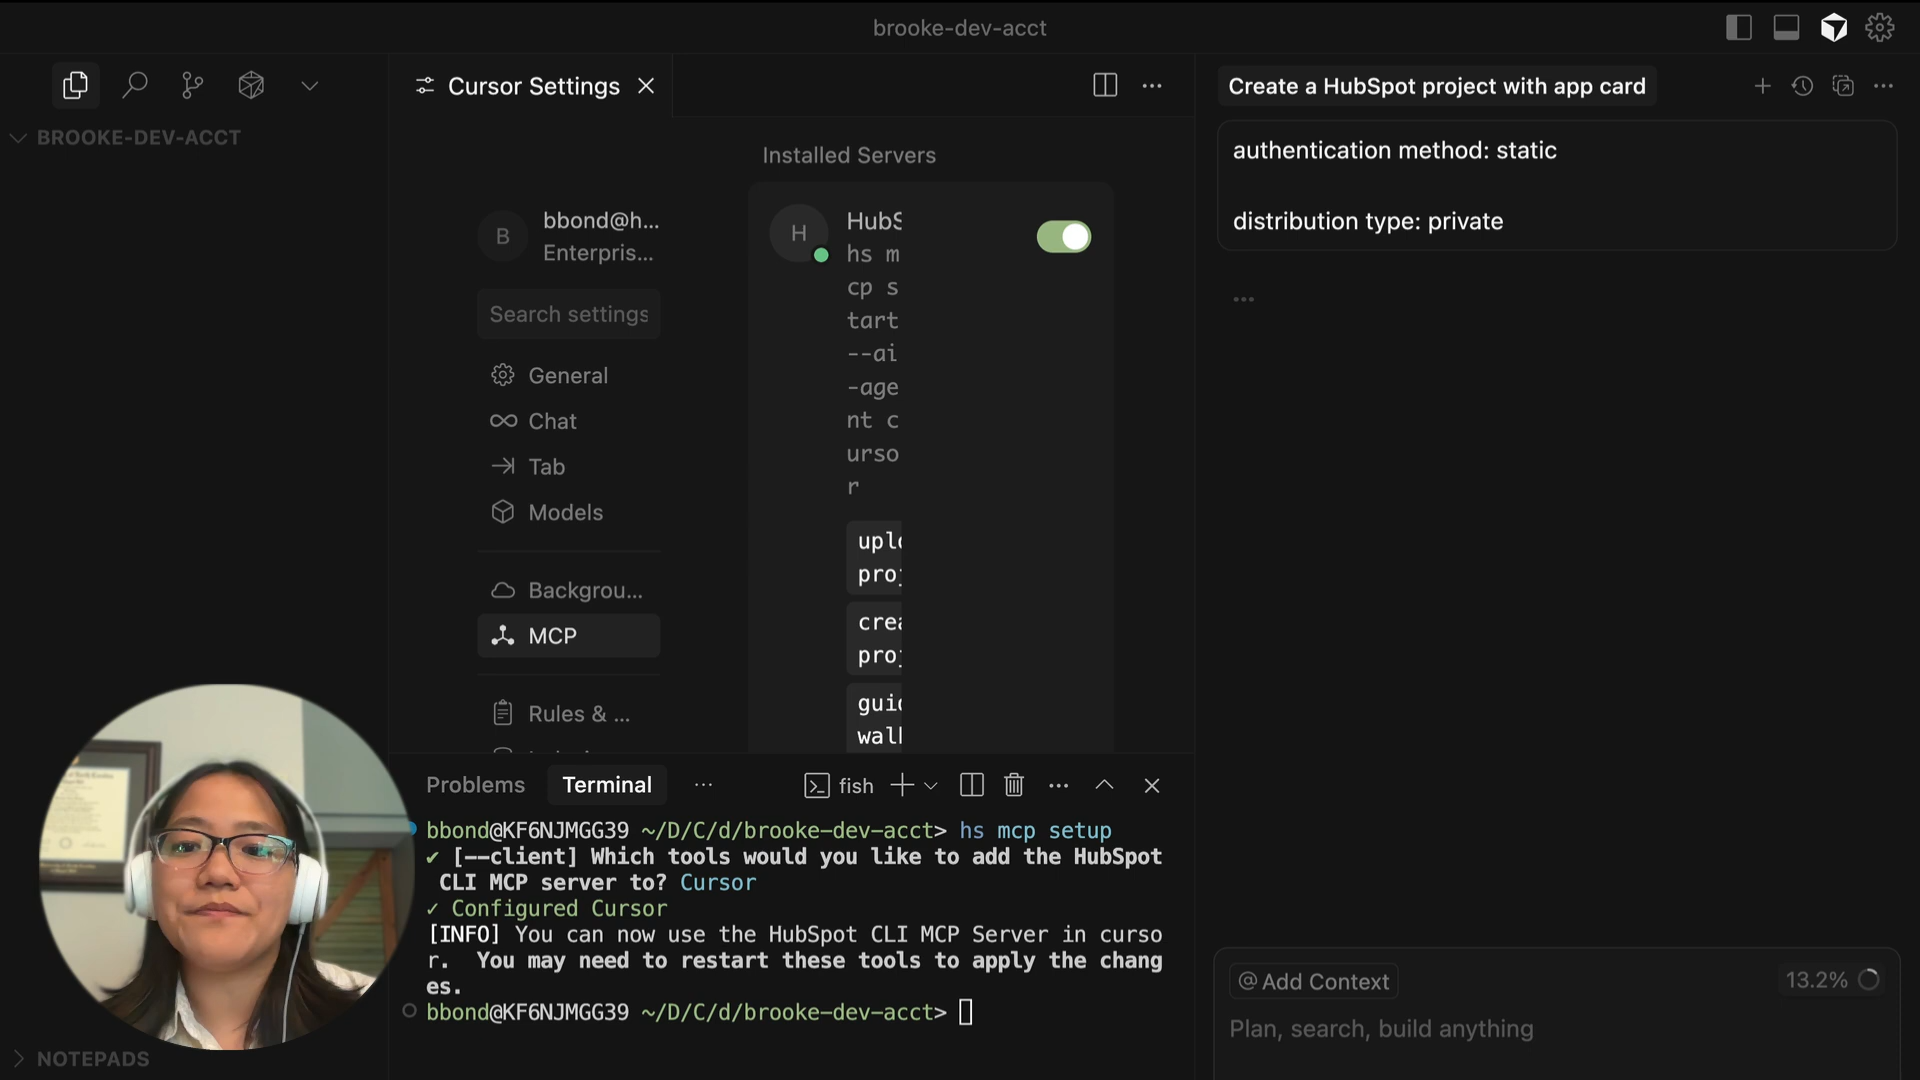 brooke-dev-acct
BROOKE-DEV-ACCT
NOTEPADS
Cursor Settings
B
bbond@h...
Enterpris...
Search settings
General
Chat
Tab
Models
Backgrou...
MCP
Rules & ...
Installed Servers
H
HubS
hs m
cp s
tart
--ai
-age
nt c
urso
r
uplo
proj
crea
proj
guid
wall
Problems
Terminal
fish
bbond@KF6NJMGG39 ~/D/C/d/brooke-dev-acct> hs mcp setup
✔ [--client] Which tools would you like to add the HubSpot
CLI MCP server to? Cursor
✓ Configured Cursor
[INFO] You can now use the HubSpot CLI MCP Server in curso
r.  You may need to restart these tools to apply the chang
es.
bbond@KF6NJMGG39 ~/D/C/d/brooke-dev-acct>
Create a HubSpot project with app card
authentication method: static
distribution type: private
@ Add Context
13.2%
Plan, search, build anything